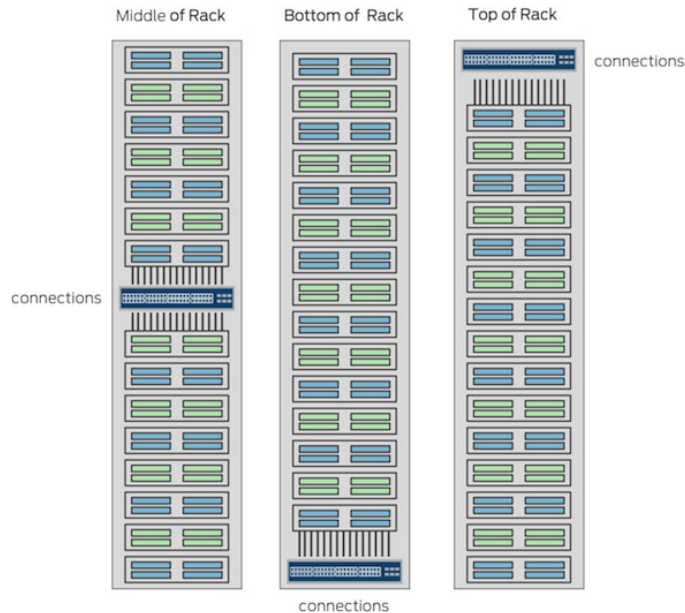 Middle of Rack
Bottom of Rack
Top of Rack
connections
connections
connections